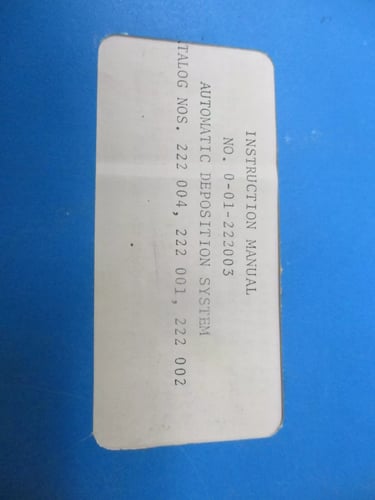 INSTRUCTION MANUAL
NO. 0-01-222003
AUTOMATIC DEPOSITION SYSTEM
ATALOG NOS. 222 004, 222 001, 222 002